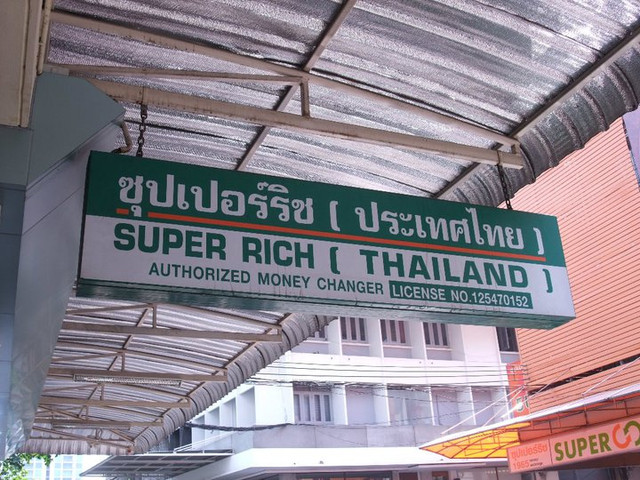 ซุปเปอร์ริช ( ประเทศไทย )
SUPER RICH ( THAILAND )
AUTHORIZED MONEY CHANGER LICENSE NO.125470152
SUPER
1965